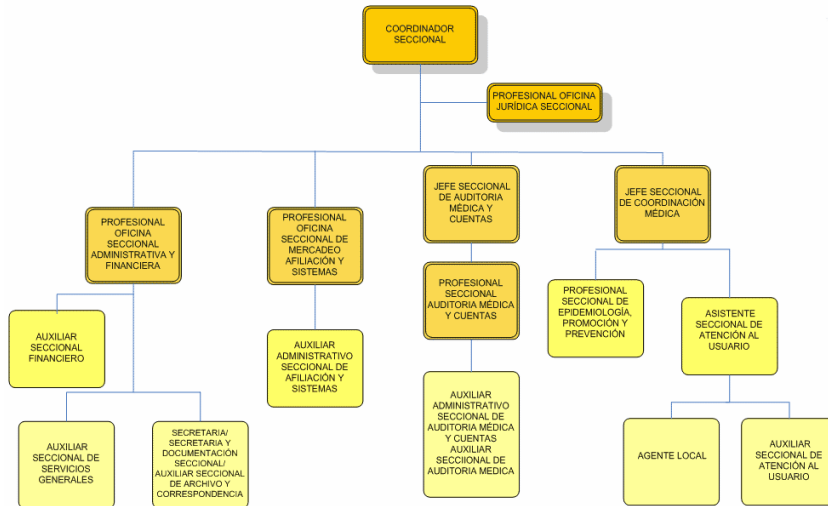 COORDINADOR
SECCIONAL
PROFESIONAL OFICINA
JURÍDICA SECCIONAL
PROFESIONAL
OFICINA
SECCIONAL
ADMINISTRATIVA Y
FINANCIERA
PROFESIONAL
OFICINA
SECCIONAL DE
MERCADEO
AFILIACIÓN Y
SISTEMAS
JEFE SECCIONAL
DE AUDITORIA
MÉDICA Y
CUENTAS
JEFE SECCIONAL
DE COORDINACIÓN
MÉDICA
PROFESIONAL
SECCIONAL
AUDITORIA MÉDICA
Y CUENTAS
PROFESIONAL
SECCIONAL DE
EPIDEMIOLOGÍA,
PROMOCIÓN Y
PREVENCIÓN
ASISTENTE
SECCIONAL DE
ATENCIÓN AL
USUARIO
AUXILIAR
SECCIONAL
FINANCIERO
AUXILIAR
ADMINISTRATIVO
SECCIONAL DE
AFILIACIÓN Y
SISTEMAS
AUXILIAR
ADMINISTRATIVO
SECCIONAL DE
AUDITORIA MÉDICA
Y CUENTAS
AUXILIAR
SECCIIONAL DE
AUDITORIA MEDICA
AUXILIAR
SECCIONAL DE
SERVICIOS
GENERALES
SECRETARIA/
SECRETARIA Y
DOCUMENTACIÓN
SECCIONAL/
AUXILIAR SECCIONAL
DE ARCHIVO Y
CORRESPONDENCIA
AGENTE LOCAL
AUXILIAR
SECCIONAL DE
ATENCIÓN AL
USUARIO